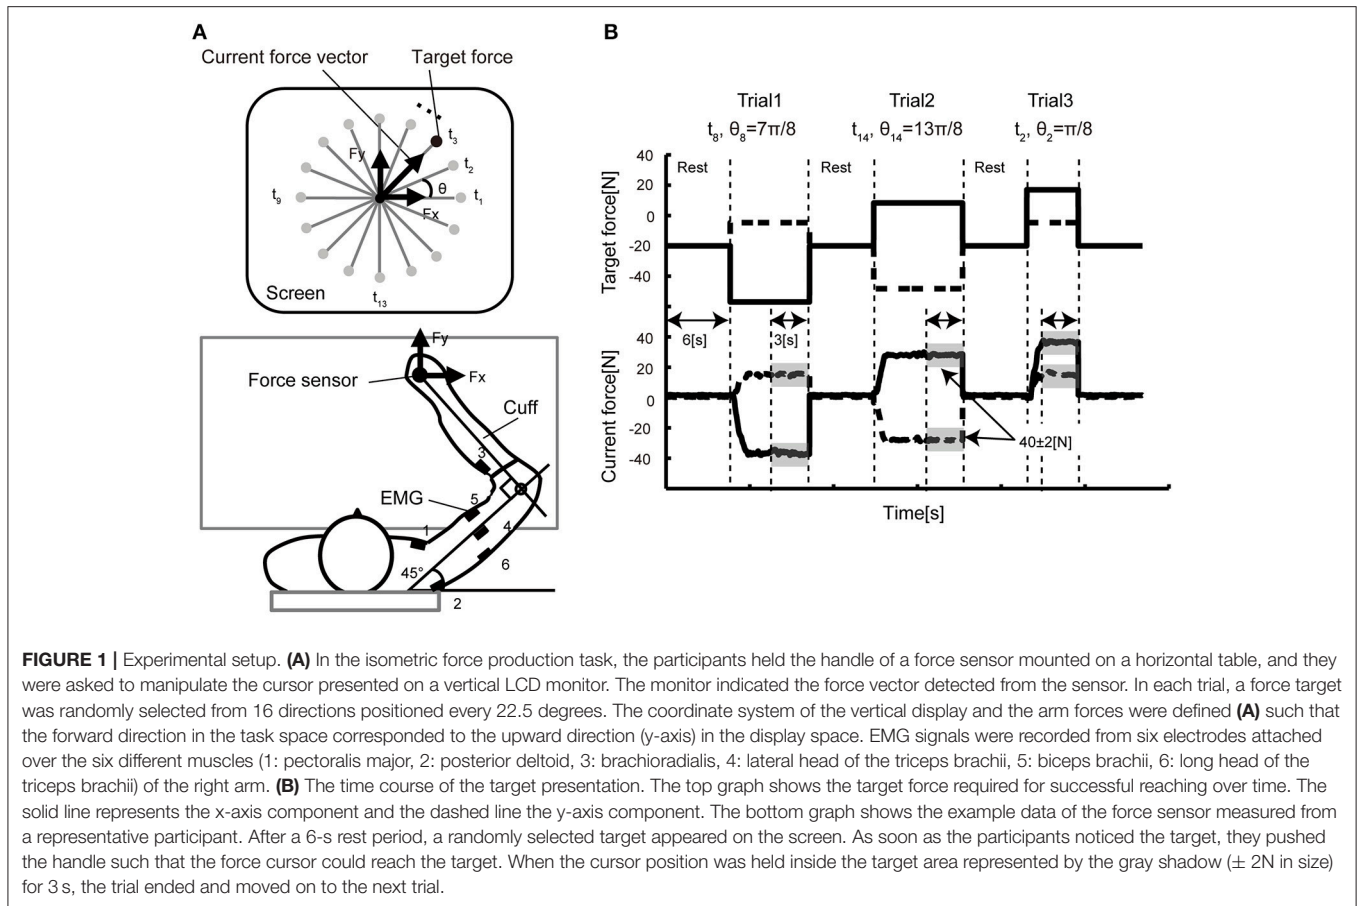 A
Current force vector
Target force
Fy
t3
t2
θ
t9
t1
Fx
Screen
t13
Fy
Force sensor
Fx
Cuff
3
EMG
5
1
4
6
45°
2
B
Trial1
Trial2
Trial3
t8, θ8=7π/8
t14, θ14=13π/8
t2, θ2=π/8
40
20
0
-20
-40
Target force[N]
Rest
Rest
Rest
6[s]
3[s]
40
20
0
-20
-40
Current force[N]
40±2[N]
Time[s]
FIGURE 1 | Experimental setup. (A) In the isometric force production task, the participants held the handle of a force sensor mounted on a horizontal table, and they
were asked to manipulate the cursor presented on a vertical LCD monitor. The monitor indicated the force vector detected from the sensor. In each trial, a force target
was randomly selected from 16 directions positioned every 22.5 degrees. The coordinate system of the vertical display and the arm forces were defined (A) such that
the forward direction in the task space corresponded to the upward direction (y-axis) in the display space. EMG signals were recorded from six electrodes attached
over the six different muscles (1: pectoralis major, 2: posterior deltoid, 3: brachioradialis, 4: lateral head of the triceps brachii, 5: biceps brachii, 6: long head of the
triceps brachii) of the right arm. (B) The time course of the target presentation. The top graph shows the target force required for successful reaching over time. The
solid line represents the x-axis component and the dashed line the y-axis component. The bottom graph shows the example data of the force sensor measured from
a representative participant. After a 6-s rest period, a randomly selected target appeared on the screen. As soon as the participants noticed the target, they pushed
the handle such that the force cursor could reach the target. When the cursor position was held inside the target area represented by the gray shadow (± 2N in size)
for 3 s, the trial ended and moved on to the next trial.